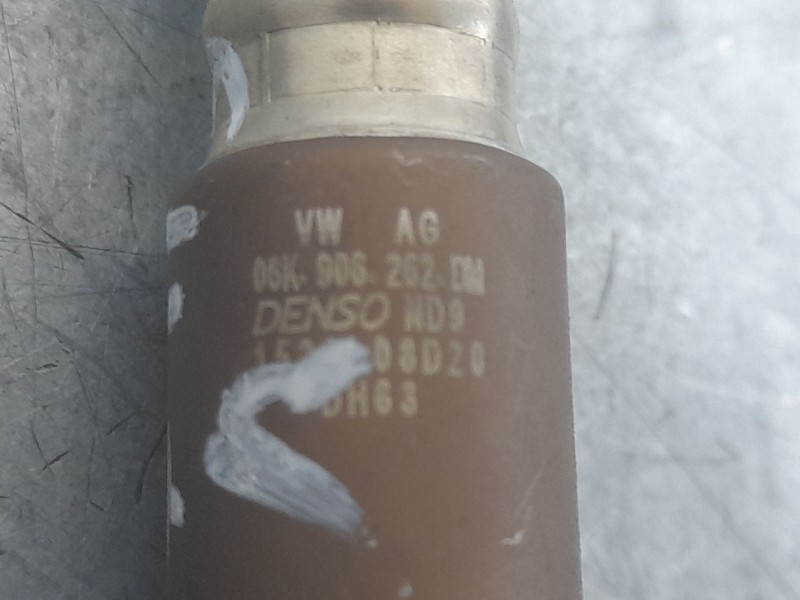 VW AG
06K.906.262.DM
DENSO ND9
08D20
DH63